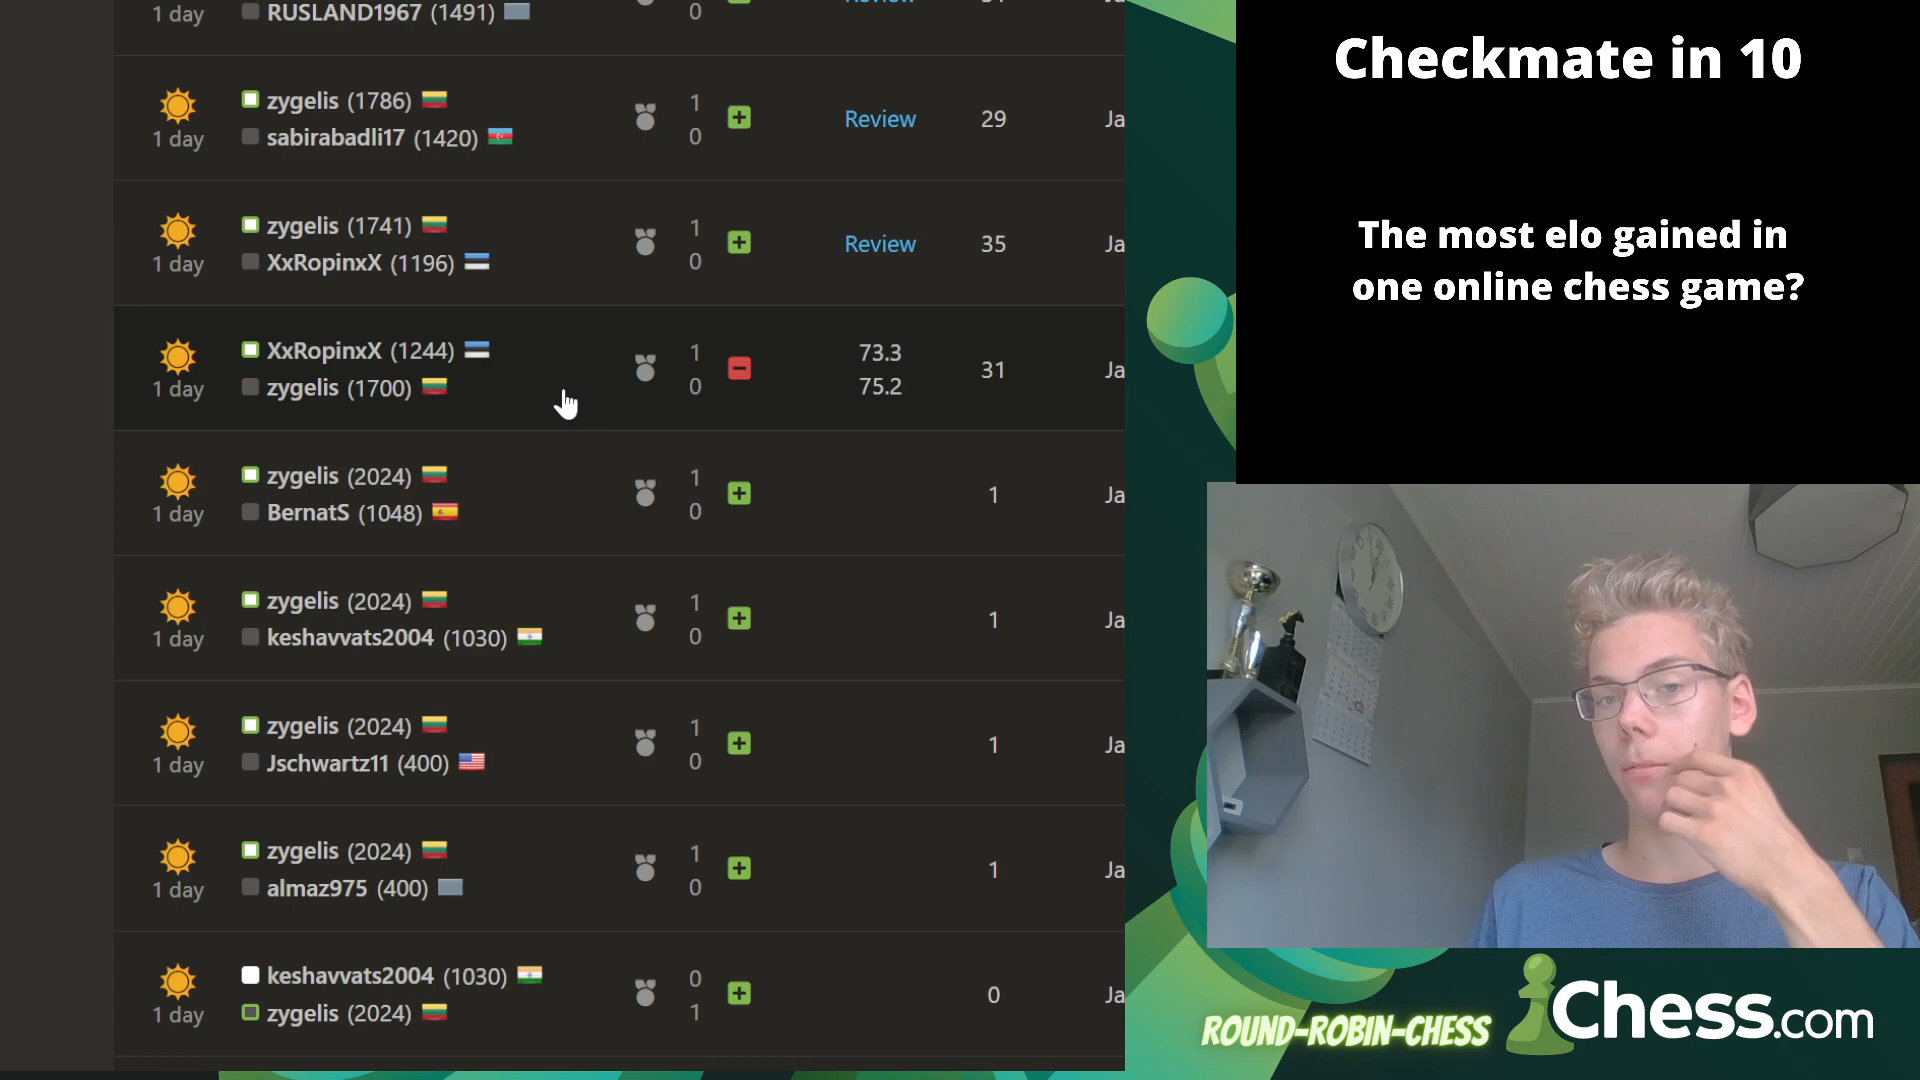 1 day
RUSLAND1967 (1491)
0
zygelis (1786)
1
1 day
sabirabadli17 (1420)
0
Review
29
Ja
zygelis (1741)
1
1 day
XxRopinxX (1196)
0
Review
35
Ja
XxRopinxX (1244)
1
73.3
1 day
zygelis (1700)
0
75.2
31
Ja
zygelis (2024)
1
1 day
BernatS (1048)
0
1
Ja
zygelis (2024)
1
1 day
keshavvats2004 (1030)
0
1
Ja
zygelis (2024)
1
1 day
Jschwartz11 (400)
0
1
Ja
zygelis (2024)
1
1 day
almaz975 (400)
0
1
Ja
keshavvats2004 (1030)
0
1 day
zygelis (2024)
1
0
Ja
Checkmate in 10
The most elo gained in
one online chess game?
ROUND-ROBIN-CHESS
Chess.com